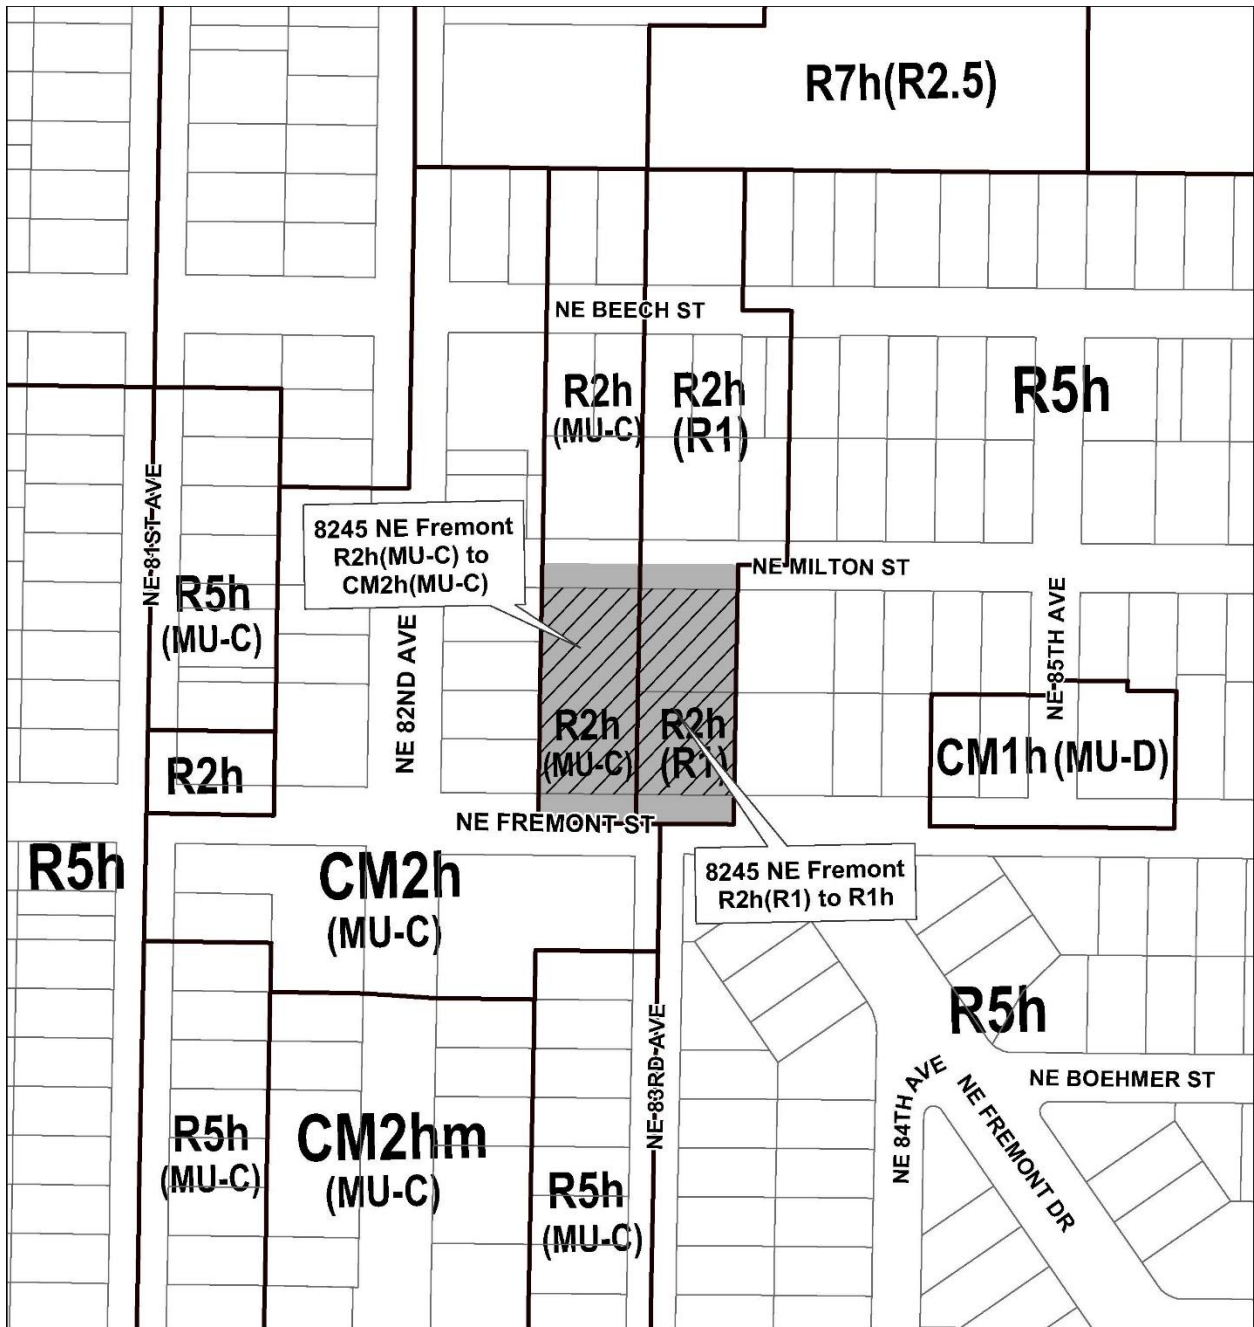 R7h(R2.5)
NE BEECH ST
R2h
(MU-C)
R2h
(R1)
R5h
NE 81ST AVE
8245 NE Fremont
R2h(MU-C) to
CM2h(MU-C)
NE MILTON ST
R5h
(MU-C)
NE 82ND AVE
NE 85TH AVE
R2h
(MU-C)
R2h
(R1)
R2h
CM1h (MU-D)
NE FREMONT ST
R5h
CM2h
(MU-C)
8245 NE Fremont
R2h(R1) to R1h
R5h
NE 83RD AVE
NE 84TH AVE
NE FREMONT DR
NE BOEHMER ST
R5h
(MU-C)
CM2hm
(MU-C)
R5h
(MU-C)